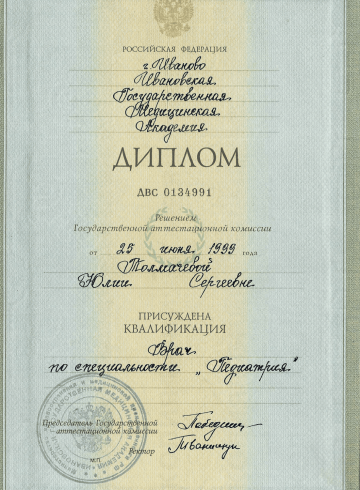 РОССИЙСКАЯ ФЕДЕРАЦИЯ
г. Иваново
Ивановская
Государственная
Медицинская
Академия
ДИПЛОМ
ДВС 0134991
Решением
Государственной аттестационной комиссии
от 25 июня 1999 года
Толмачевой
Юлии Сергеевне
ПРИСУЖДЕНА
КВАЛИФИКАЦИЯ
Врач
по специальности „Педиатрия“
Председатель Государственной
аттестационной комиссии
Ректор
М.П.